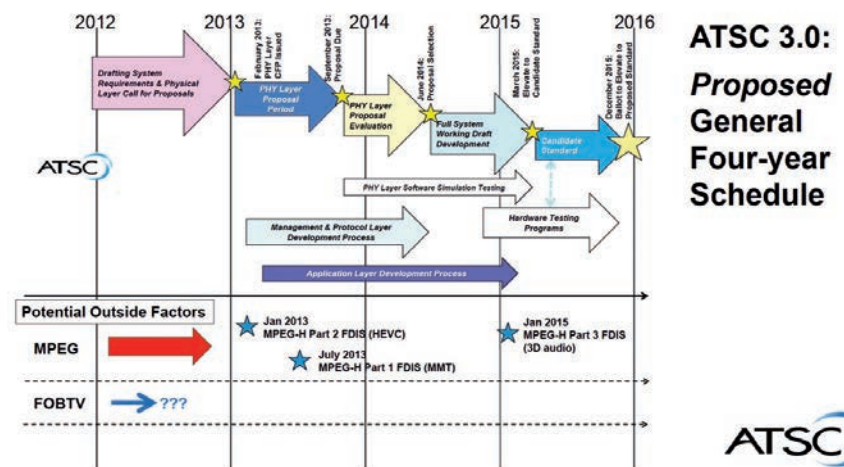 2012
2013
2014
2015
2016
ATSC 3.0:
Proposed
General
Four-year
Schedule
February 2013:
PHY Layer
CFP Issued
September 2013:
Proposal Due
June 2014:
Proposal Selection
March 2015:
Elevate to
Candidate Standard
December 2015:
Ballot to Elevate to
Proposed Standard
Drafting System
Requirements & Physical
Layer Call for Proposals
PHY Layer
Proposal
Period
PHY Layer
Proposal
Evaluation
Full System
Working Draft
Development
Candidate
Standard
ATSC
PHY Layer Software Simulation Testing
Management & Protocol Layer
Development Process
Hardware Testing
Programs
Application Layer Development Process
Potential Outside Factors
MPEG
Jan 2013
MPEG-H Part 2 FDIS (HEVC)
July 2013
MPEG-H Part 1 FDIS (MMT)
Jan 2015
MPEG-H Part 3 FDIS
(3D audio)
FOBTV
???
ATSC